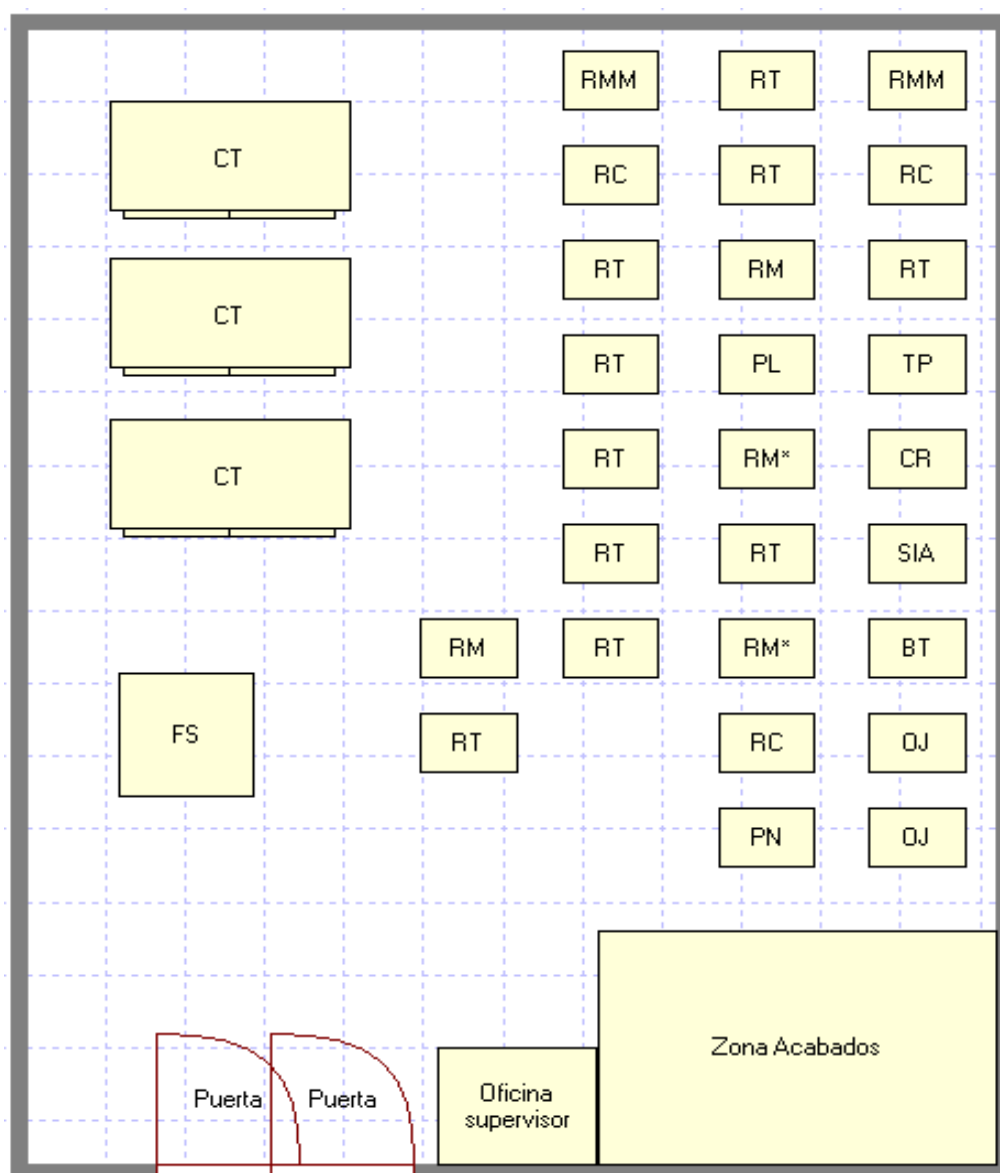 RMM RT RMM
CT
RC RT RC
RT RM RT
CT
RT PL TP
RT RM* CR
CT
RT RT SIA
RM RT RM* BT
FS
RT RC OJ
PN OJ
Zona Acabados
Puerta Puerta
Oficina
supervisor